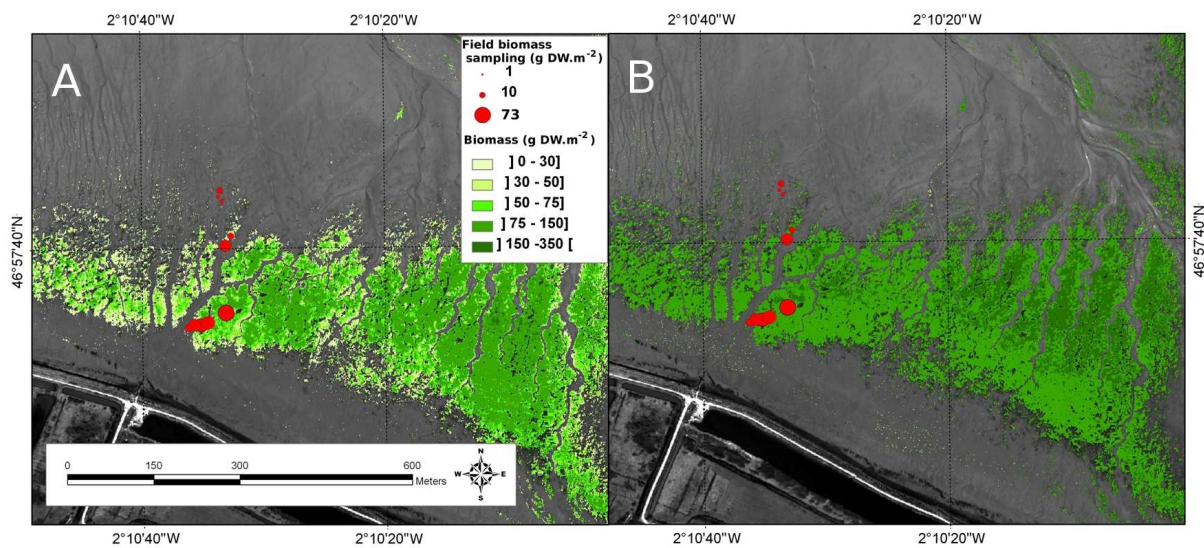 2°10'40"W
2°10'20"W
2°10'40"W
2°10'20"W
A
Field biomass
sampling (g DW.m-2)
1
10
73
Biomass (g DW.m-2)
] 0 - 30]
] 30 - 50]
] 50 - 75]
] 75 - 150]
] 150 -350 [
B
46°57'40"N
46°57'40"N
0
150
300
600
Meters
N
W
E
S
2°10'40"W
2°10'20"W
2°10'40"W
2°10'20"W